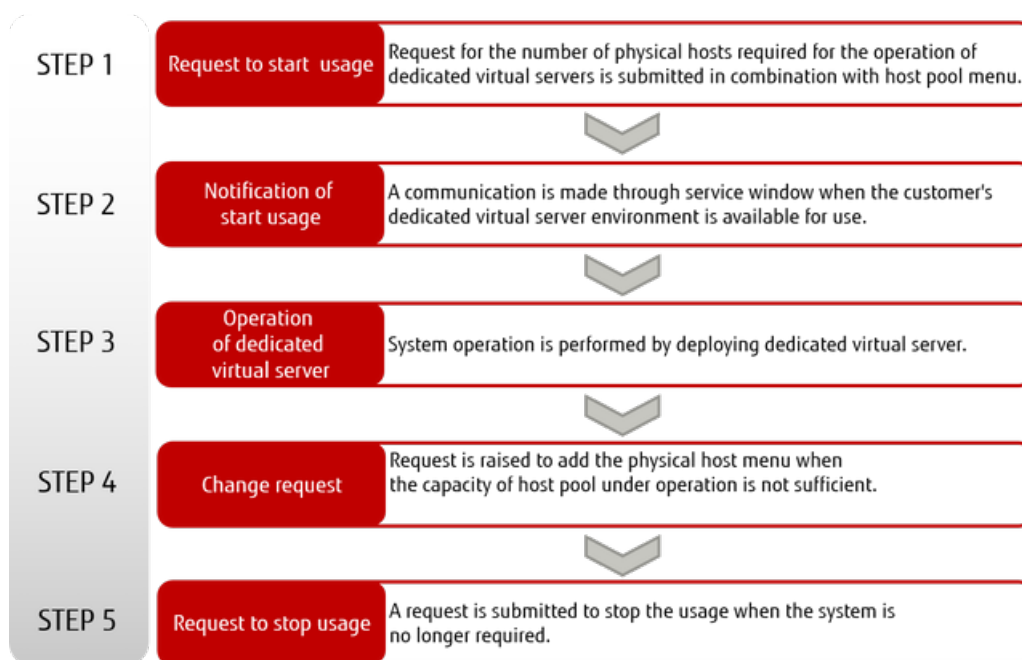 STEP 1
Request to start usage
Request for the number of physical hosts required for the operation of
dedicated virtual servers is submitted in combination with host pool menu.
STEP 2
Notification of
start usage
A communication is made through service window when the customer's
dedicated virtual server environment is available for use.
STEP 3
Operation
of dedicated
virtual server
System operation is performed by deploying dedicated virtual server.
STEP 4
Change request
Request is raised to add the physical host menu when
the capacity of host pool under operation is not sufficient.
STEP 5
Request to stop usage
A request is submitted to stop the usage when the system is
no longer required.